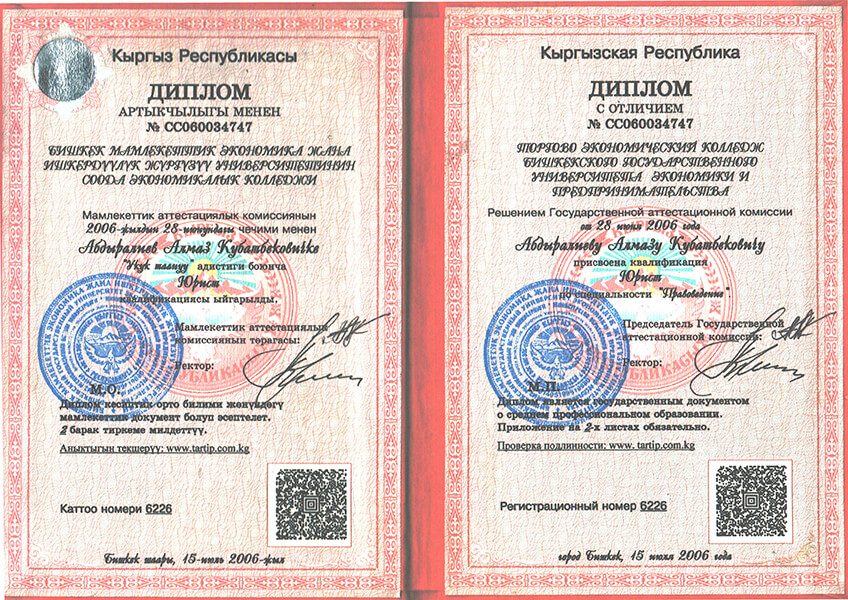 Кыргыз Республикасы
ДИПЛОМ
АРТЫКЧЫЛЫГЫ МЕНЕН
№ СС060034747
БИШКЕК МАМЛЕКЕТТИК ЭКОНОМИКА ЖАНА
ИШКЕРДҮҮЛҮК ЖҮРГҮЗҮҮ УНИВЕРСИТЕТИНИН
СООДА ЭКОНОМИКАЛЫК КОЛЛЕДЖИ
Мамлекеттик аттестациялык комиссиянын
2006-жылдын 28-июнундагы чечими менен
Абдыралиев Алмаз Кубатбековичке
"Укук таануу" адистиги боюнча
Юрист
квалификациясы ыйгарылды.
Мамлекеттик аттестациялык
комиссиянын төрагасы:
Ректор:
М.О.
Диплом кесиптик орто билими жөнүндөгү
мамлекеттик документ болуп эсептелет.
2 барак тиркеме милдеттүү.
Аныктыгын текшерүү: www.tartip.com.kg
Каттоо номери 6226
Бишкек шаары, 15-июль 2006-жыл
Кыргызская Республика
ДИПЛОМ
С ОТЛИЧИЕМ
№ СС060034747
ТОРГОВО ЭКОНОМИЧЕСКИЙ КОЛЛЕДЖ
БИШКЕКСКОГО ГОСУДАРСТВЕННОГО
УНИВЕРСИТЕТА ЭКОНОМИКИ И
ПРЕДПРИНИМАТЕЛЬСТВА
Решением Государственной аттестационной комиссии
от 28 июня 2006 года
Абдыралиеву Алмазу Кубатбековичу
присвоена квалификация
Юрист
по специальности "Правоведение".
Председатель Государственной
аттестационной комиссии:
Ректор:
М.П.
Диплом является государственным документом
о среднем профессиональном образовании.
Приложение на 2-х листах обязательно.
Проверка подлинности: www. tartip.com.kg
Регистрационный номер 6226
город Бишкек, 15 июля 2006 года